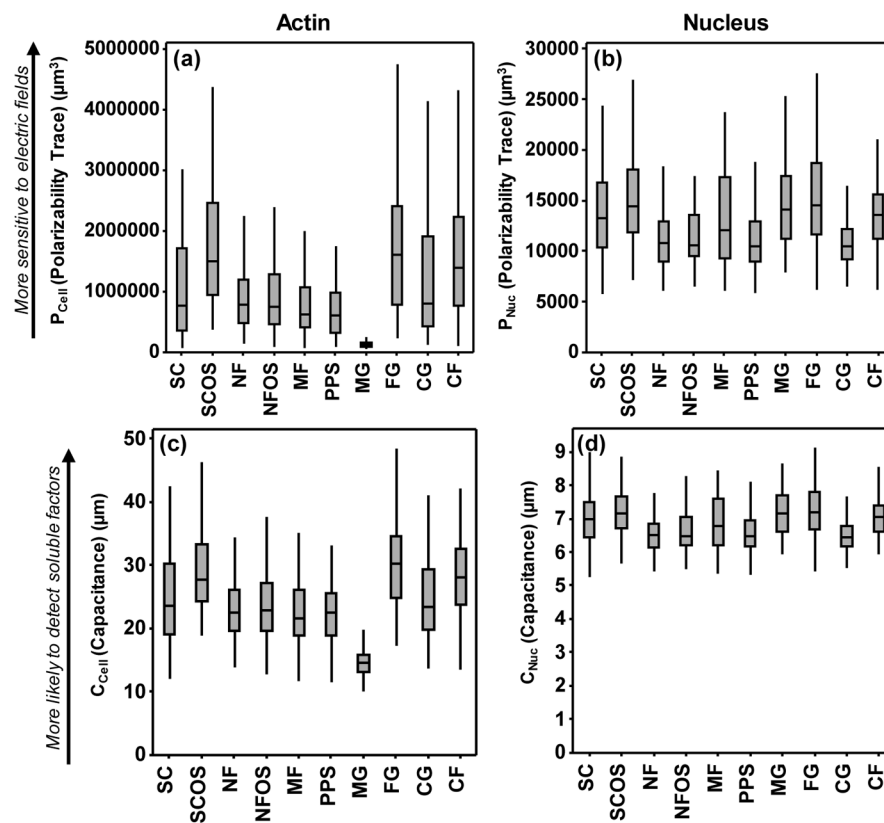 Actin
Nucleus
More sensitive to electric fields
P_Cell (Polarizability Trace) (µm³)
5000000
4000000
3000000
2000000
1000000
0
(a)
SC
SCOS
NF
NFOS
MF
PPS
MG
FG
CG
CF
P_Nuc (Polarizability Trace) (µm³)
30000
25000
20000
15000
10000
5000
0
(b)
SC
SCOS
NF
NFOS
MF
PPS
MG
FG
CG
CF
More likely to detect soluble factors
C_Cell (Capacitance) (µm)
50
40
30
20
10
0
(c)
SC
SCOS
NF
NFOS
MF
PPS
MG
FG
CG
CF
C_Nuc (Capacitance) (µm)
9
8
7
6
5
4
3
2
1
0
(d)
SC
SCOS
NF
NFOS
MF
PPS
MG
FG
CG
CF